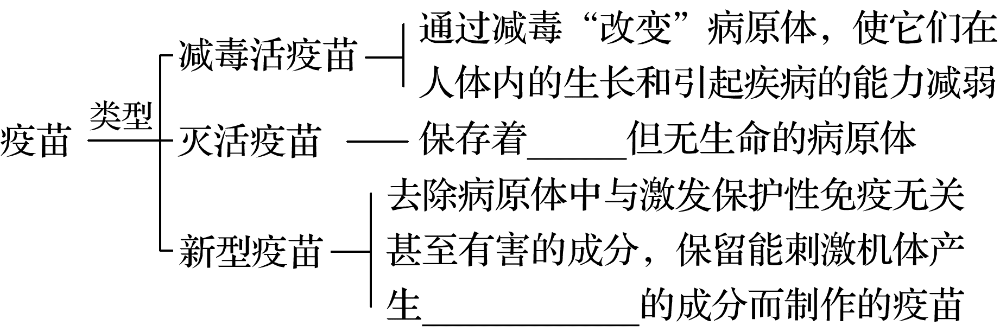 通过减毒“改变”病原体，使它们在
减毒活疫苗
人体内的生长和引起疾病的能力减弱
类型
疫苗
灭活疫苗
保存着______但无生命的病原体
去除病原体中与激发保护性免疫无关
新型疫苗
甚至有害的成分，保留能刺激机体产
生____________的成分而制作的疫苗